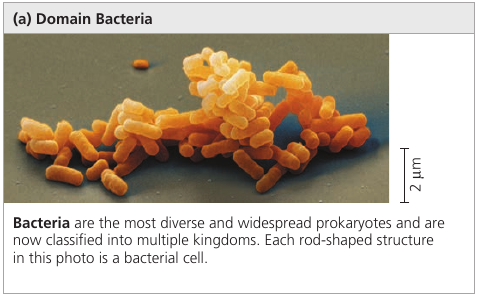 (a) Domain Bacteria
2 µm
Bacteria are the most diverse and widespread prokaryotes and are
now classified into multiple kingdoms. Each rod-shaped structure
in this photo is a bacterial cell.